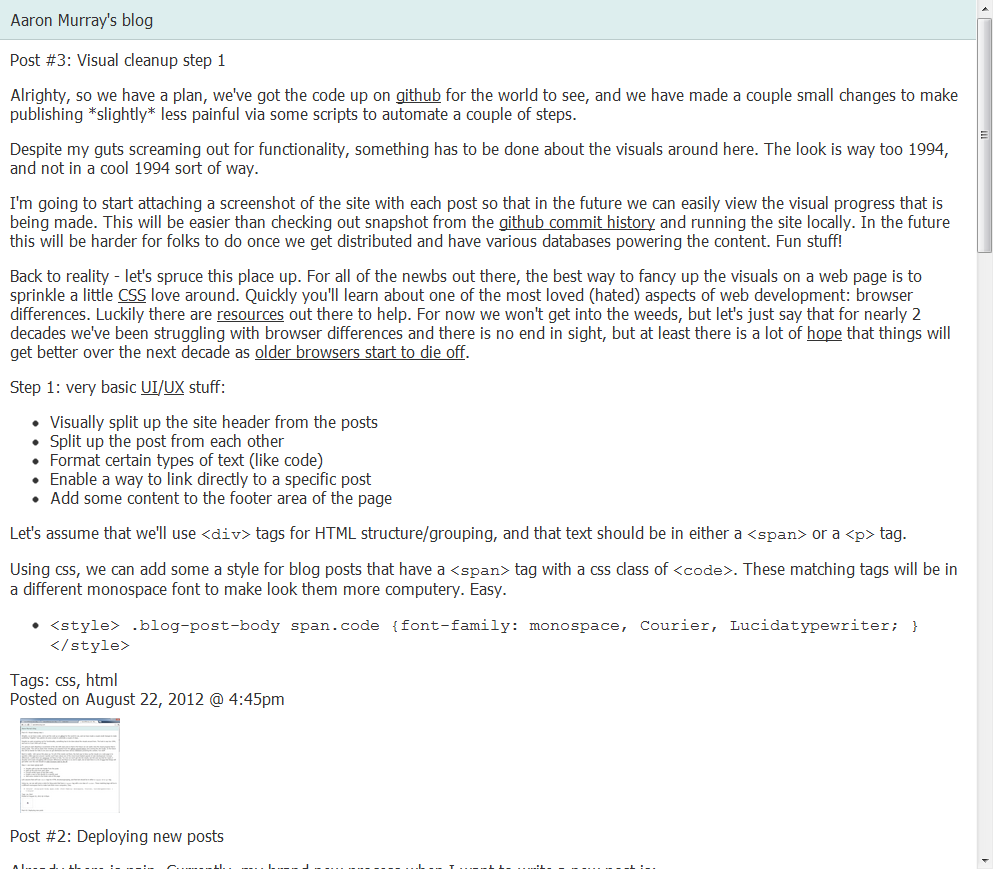 Aaron Murray's blog
Post #3: Visual cleanup step 1
Alrighty, so we have a plan, we've got the code up on github for the world to see, and we have made a couple small changes to make
publishing *slightly* less painful via some scripts to automate a couple of steps.
Despite my guts screaming out for functionality, something has to be done about the visuals around here. The look is way too 1994,
and not in a cool 1994 sort of way.
I'm going to start attaching a screenshot of the site with each post so that in the future we can easily view the visual progress that is
being made. This will be easier than checking out snapshot from the github commit history and running the site locally. In the future
this will be harder for folks to do once we get distributed and have various databases powering the content. Fun stuff!
Back to reality - let's spruce this place up. For all of the newbs out there, the best way to fancy up the visuals on a web page is to
sprinkle a little CSS love around. Quickly you'll learn about one of the most loved (hated) aspects of web development: browser
differences. Luckily there are resources out there to help. For now we won't get into the weeds, but let's just say that for nearly 2
decades we've been struggling with browser differences and there is no end in sight, but at least there is a lot of hope that things will
get better over the next decade as older browsers start to die off.
Step 1: very basic UI/UX stuff:
• Visually split up the site header from the posts
• Split up the post from each other
• Format certain types of text (like code)
• Enable a way to link directly to a specific post
• Add some content to the footer area of the page
Let's assume that we'll use <div> tags for HTML structure/grouping, and that text should be in either a <span> or a <p> tag.
Using css, we can add some a style for blog posts that have a <span> tag with a css class of <code>. These matching tags will be in
a different monospace font to make look them more computery. Easy.
• <style> .blog-post-body span.code {font-family: monospace, Courier, Lucidatypewriter; }
</style>
Tags: css, html
Posted on August 22, 2012 @ 4:45pm
Post #2: Deploying new posts
Already there is pain. Currently, my brand new process when I want to write a new post is: